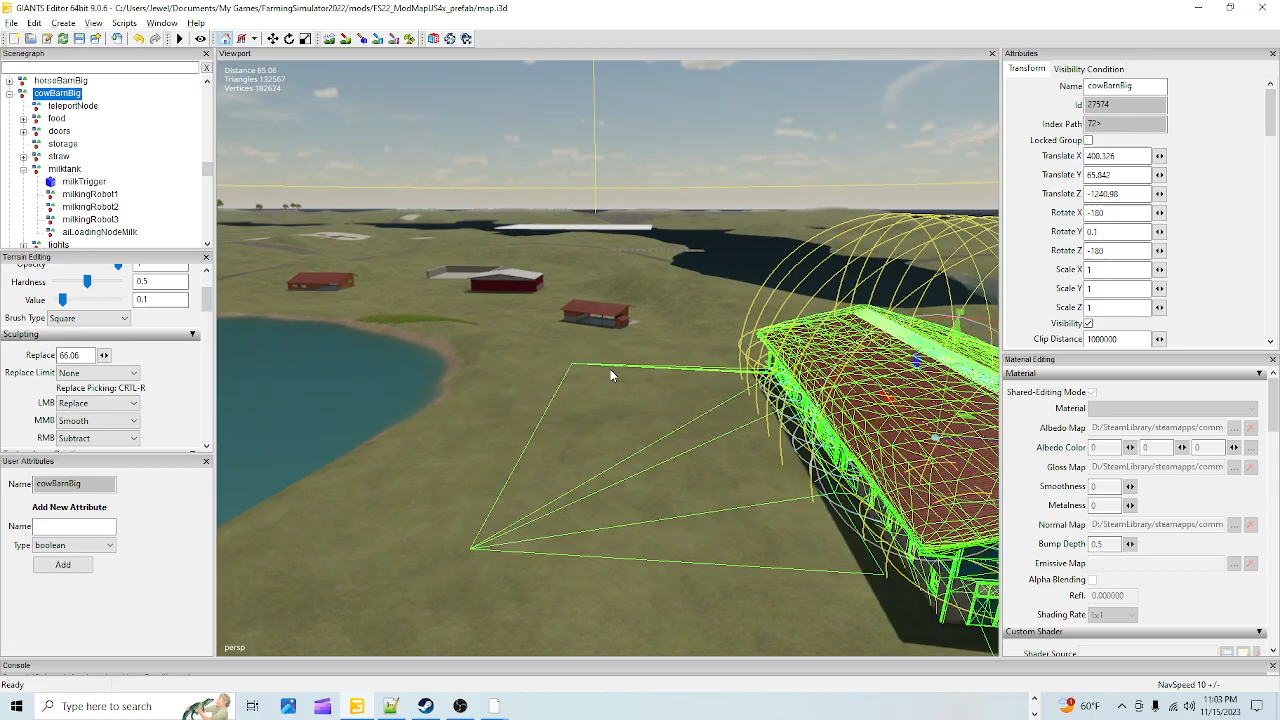 GIANTS Editor 64bit 9.0.6 - C:/Users/Jewel/Documents/My Games/FarmingSimulator2022/mods/FS22_ModMapUS4x_prefab/map.i3d
File Edit Create View Scripts Window Help
Scenegraph
X
horseBarnBig
cowBarnBig
teleportNode
food
doors
storage
straw
milktank
milkTrigger
milkingRobot1
milkingRobot2
milkingRobot3
aiLoadingNodeMilk
lights
Terrain Editing
Opacity
Hardness 0.5
Value 0.1
Brush Type Square
Sculpting
Replace 66.06
Replace Limit None
Replace Picking: CRTL-R
LMB Replace
MMB Smooth
RMB Subtract
User Attributes
Name cowBarnBig
Add New Attribute
Name
Type boolean
Add
Viewport
Distance 65.06
Triangles 132567
Vertices 182624
persp
Attributes
Transform Visibility Condition
Name cowBarnBig
Id 27574
Index Path 72>
Locked Group
Translate X 400.326
Translate Y 65.842
Translate Z -1240.98
Rotate X -180
Rotate Y 0.1
Rotate Z -180
Scale X 1
Scale Y 1
Scale Z 1
Visibility
Clip Distance 1000000
Material Editing
Material
Shared-Editing Mode
Material
Albedo Map D:/SteamLibrary/steamapps/comm ...
Albedo Color 0 0 0 ...
Gloss Map D:/SteamLibrary/steamapps/comm ...
Smoothness 0
Metalness 0
Normal Map D:/SteamLibrary/steamapps/comm ...
Bump Depth 0.5
Emissive Map ...
Alpha Blending
Refl. 0.000000
Shading Rate 1x1
Custom Shader
Shader Source
Console
Ready
NavSpeed 10 +/-
Type here to search
60°F
11:03 PM
11/15/2023